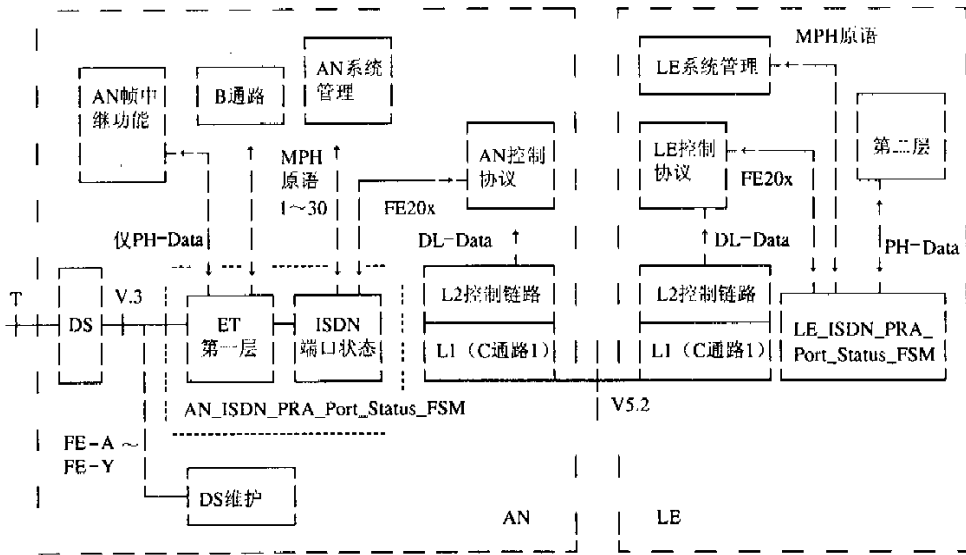 MPH原语
AN系统
管理
LE系统管理
AN帧中
继功能
B通路
AN控制
协议
LE控制
协议
第二层
MPH
原语
1～30
FE20x
FE20x
仅PH-Data
DL-Data
DL-Data
PH-Data
T
DS
V.3
ET
第一层
ISDN
端口状态
L2控制链路
L1（C通路1）
L2控制链路
L1（C通路1）
LE_ISDN_PRA_
Port_Status_FSM
AN_ISDN_PRA_Port_Status_FSM
V5.2
FE-A～
FE-Y
DS维护
AN
LE